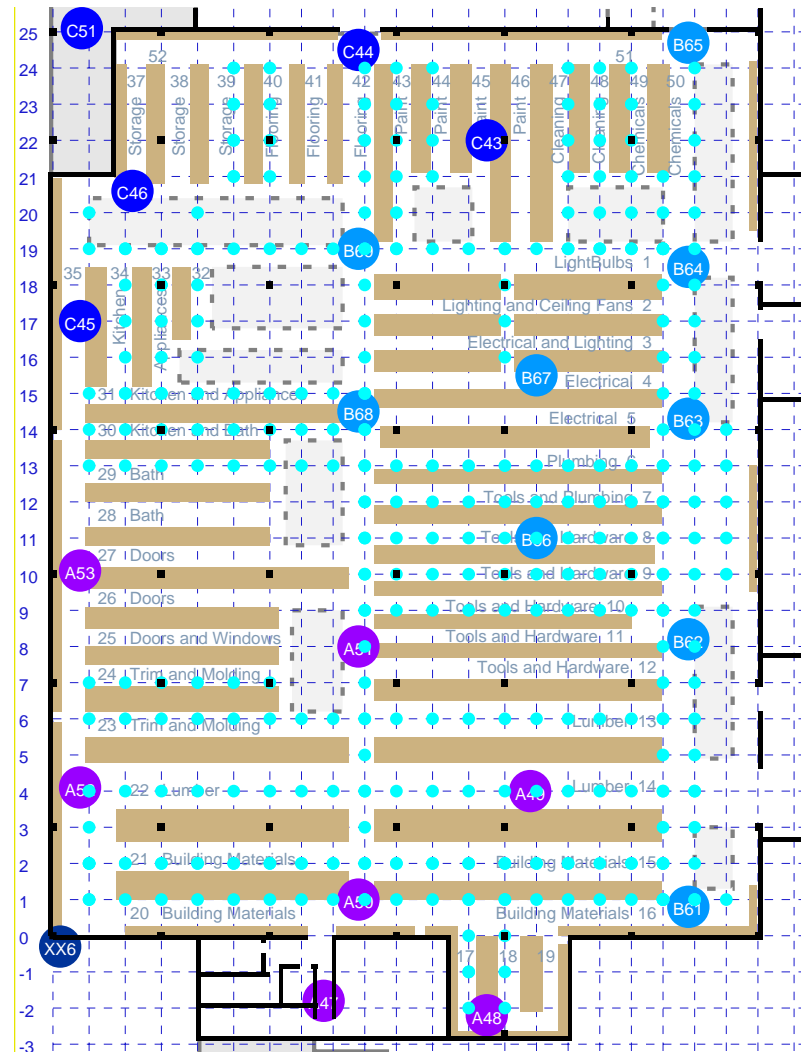 C51
25
C44
B65
52
51
24
37
38
39
40
41
42
43
44
45
46
47
48
49
50
Storage
Storage
Storage
Flooring
Flooring
Flooring
Paint
Paint
Paint
Paint
Cleaning
Cleaning
Chemicals
Chemicals
23
22
C43
21
C46
20
19
B69
LightBulbs 1
B64
35
34
33
32
18
Kitchen
Appliances
Lighting and Ceiling Fans 2
17
C45
Electrical and Lighting 3
16
B67
Electrical 4
15
31 Kitchen and Appliance
B68
Electrical 5
B63
14
30 Kitchen and Bath
Plumbing 6
13
29 Bath
Tools and Plumbing 7
12
28 Bath
11
B66
Tools and Hardware 8
27 Doors
10
A53
Tools and Hardware 9
26 Doors
Tools and Hardware 10
9
25 Doors and Windows
Tools and Hardware 11
B62
8
A51
24 Trim and Molding
Tools and Hardware 12
7
6
23 Trim and Molding
Lumber 13
5
4
22 Lumber
A49
Lumber 14
3
2
21 Building Materials
Building Materials 15
1
A50
B61
20 Building Materials
Building Materials 16
0
XX6
17
18
19
-1
-2
A47
A48
-3